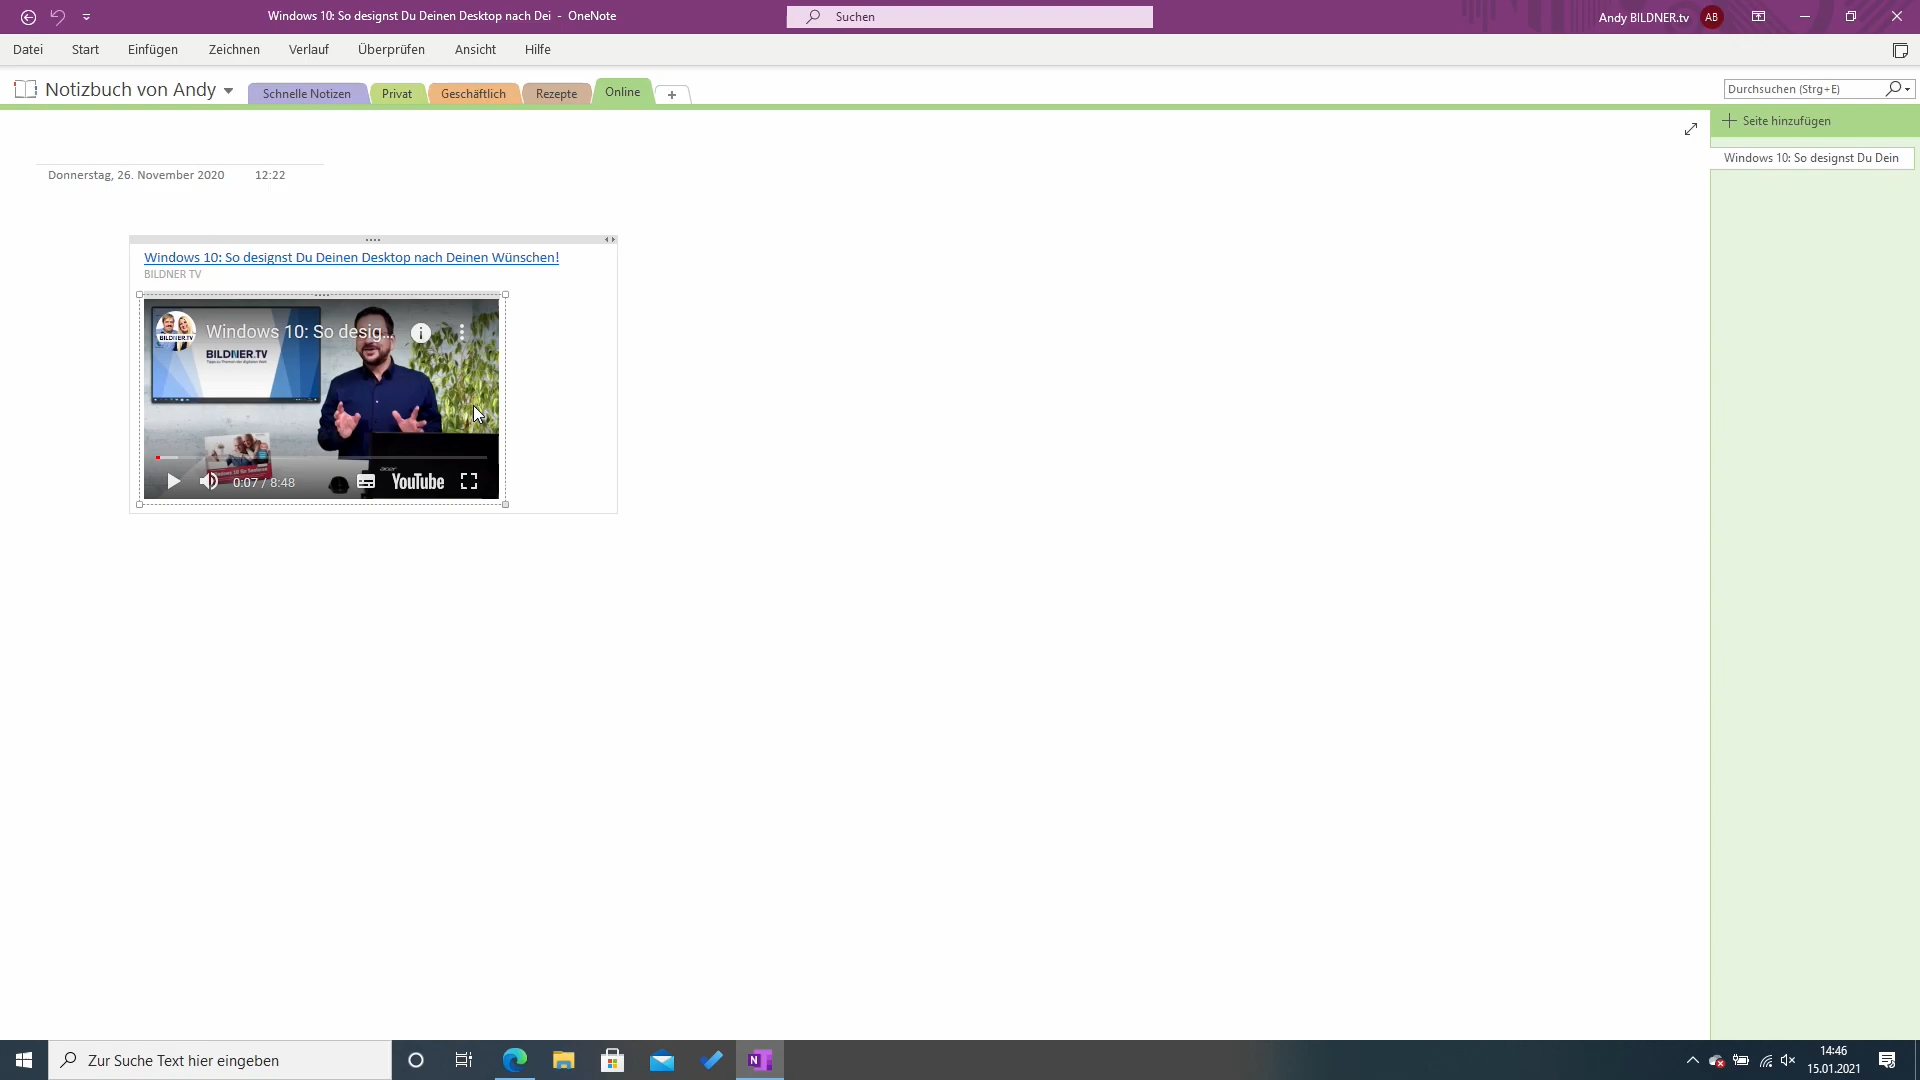 Windows 10: So designst Du Deinen Desktop nach Dei - OneNote
Suchen
Andy BILDNER.tv
AB
Datei
Start
Einfügen
Zeichnen
Verlauf
Überprüfen
Ansicht
Hilfe
Notizbuch von Andy
Schnelle Notizen
Privat
Geschäftlich
Rezepte
Online
Durchsuchen (Strg+E)
Seite hinzufügen
Windows 10: So designst Du Dein
Donnerstag, 26. November 2020
12:22
Windows 10: So designst Du Deinen Desktop nach Deinen Wünschen!
BILDNER TV
Windows 10: So desig...
BILDNER.TV
BILDNER.TV
acer
0:07 / 8:48
YouTube
Zur Suche Text hier eingeben
N
14:46
15.01.2021